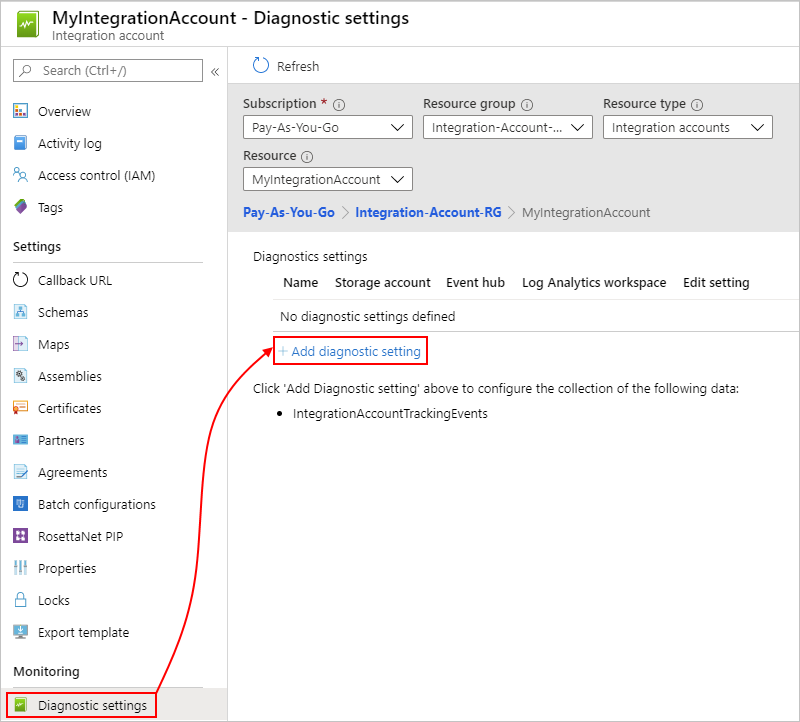 MyIntegrationAccount - Diagnostic settings
Integration account
Search (Ctrl+/)
«
Overview
Activity log
Access control (IAM)
Tags
Settings
Callback URL
Schemas
Maps
Assemblies
Certificates
Partners
Agreements
Batch configurations
RosettaNet PIP
Properties
Locks
Export template
Monitoring
Diagnostic settings
Refresh
Subscription * Resource group Resource type
Pay-As-You-Go Integration-Account-... Integration accounts
Resource
MyIntegrationAccount
Pay-As-You-Go > Integration-Account-RG > MyIntegrationAccount
Diagnostics settings
Name Storage account Event hub Log Analytics workspace Edit setting
No diagnostic settings defined
+ Add diagnostic setting
Click 'Add Diagnostic setting' above to configure the collection of the following data:
• IntegrationAccountTrackingEvents